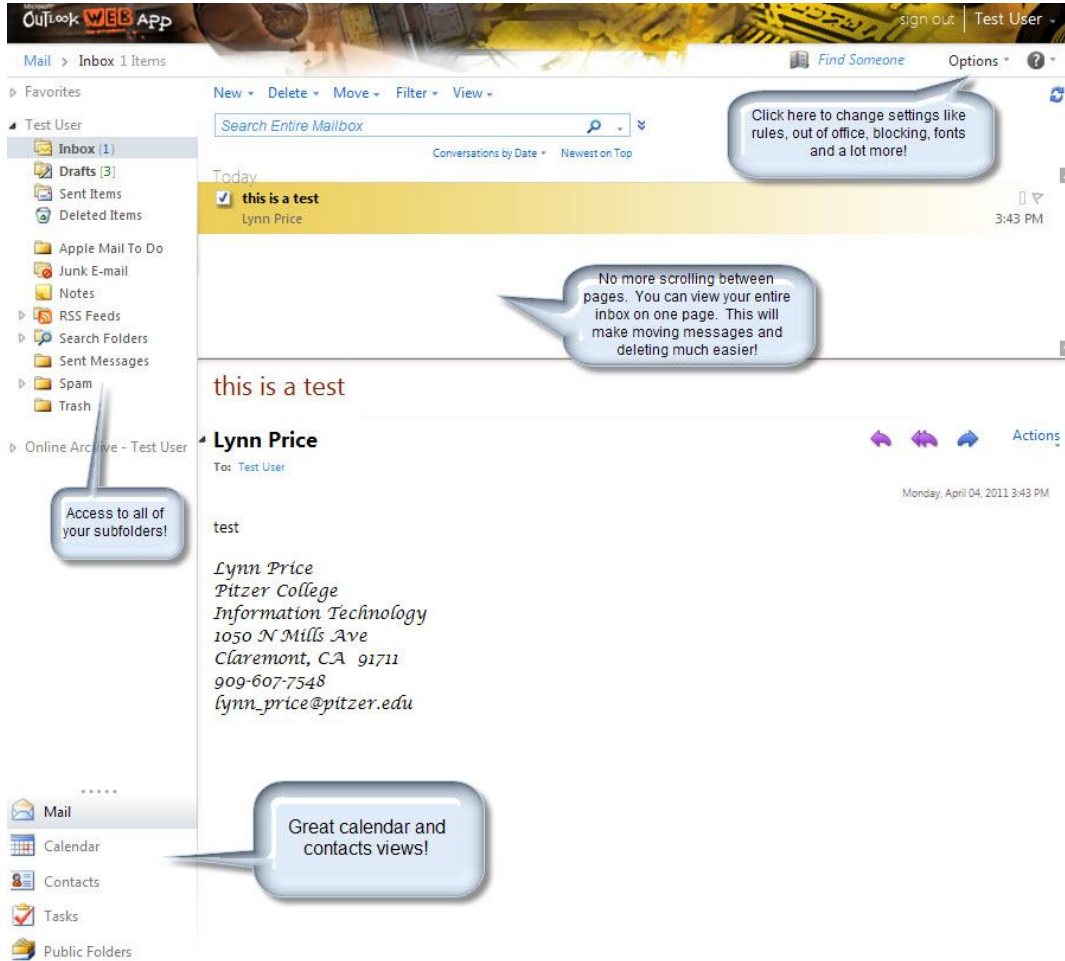 Microsoft
Outlook WEB App
sign out | Test User
Mail > Inbox 1 Items
Find Someone
Options
?
Favorites
Test User
Inbox (1)
Drafts [3]
Sent Items
Deleted Items
Apple Mail To Do
Junk E-mail
Notes
RSS Feeds
Search Folders
Sent Messages
Spam
Trash
Online Archive - Test User
Access to all of
your subfolders!
New Delete Move Filter View
Search Entire Mailbox
Conversations by Date Newest on Top
Click here to change settings like
rules, out of office, blocking, fonts
and a lot more!
Today
this is a test
Lynn Price
3:43 PM
No more scrolling between
pages. You can view your entire
inbox on one page. This will
make moving messages and
deleting much easier!
this is a test
Lynn Price
Actions
To: Test User
Monday, April 04, 2011 3:43 PM
test
Lynn Price
Pitzer College
Information Technology
1050 N Mills Ave
Claremont, CA 91711
909-607-7548
lynn_price@pitzer.edu
Mail
Calendar
Contacts
Tasks
Public Folders
Great calendar and
contacts views!